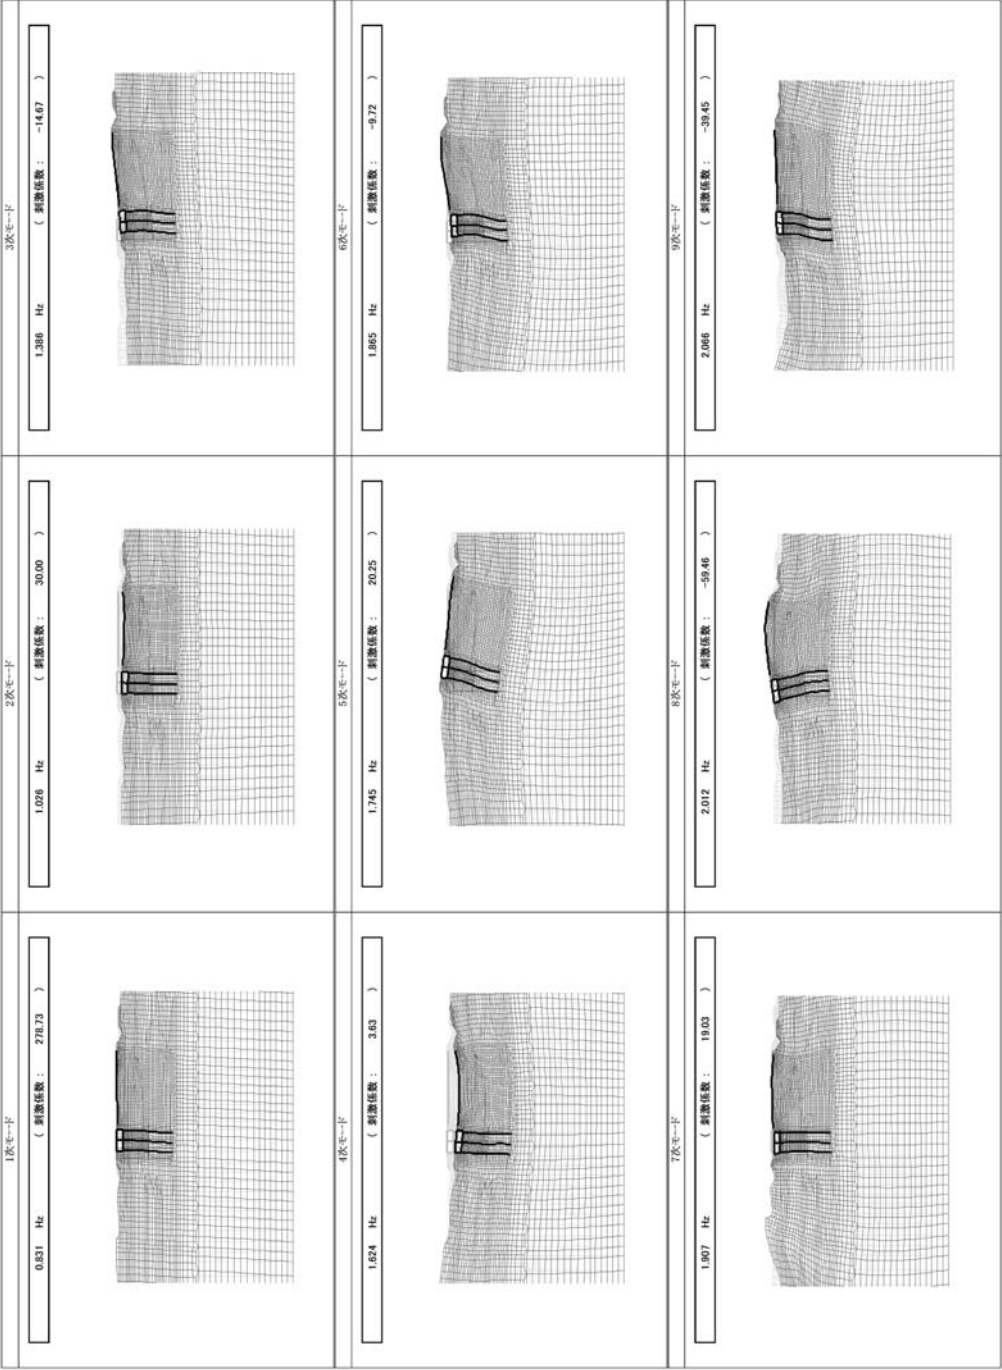 1次モード
0.831 Hz ( 刺激係数 : 278.73 )
2次モード
1.026 Hz ( 刺激係数 : 30.00 )
3次モード
1.386 Hz ( 刺激係数 : -14.67 )
4次モード
1.624 Hz ( 刺激係数 : 3.63 )
5次モード
1.745 Hz ( 刺激係数 : 20.25 )
6次モード
1.865 Hz ( 刺激係数 : -9.72 )
7次モード
1.907 Hz ( 刺激係数 : 19.03 )
8次モード
2.012 Hz ( 刺激係数 : -59.46 )
9次モード
2.066 Hz ( 刺激係数 : -39.45 )